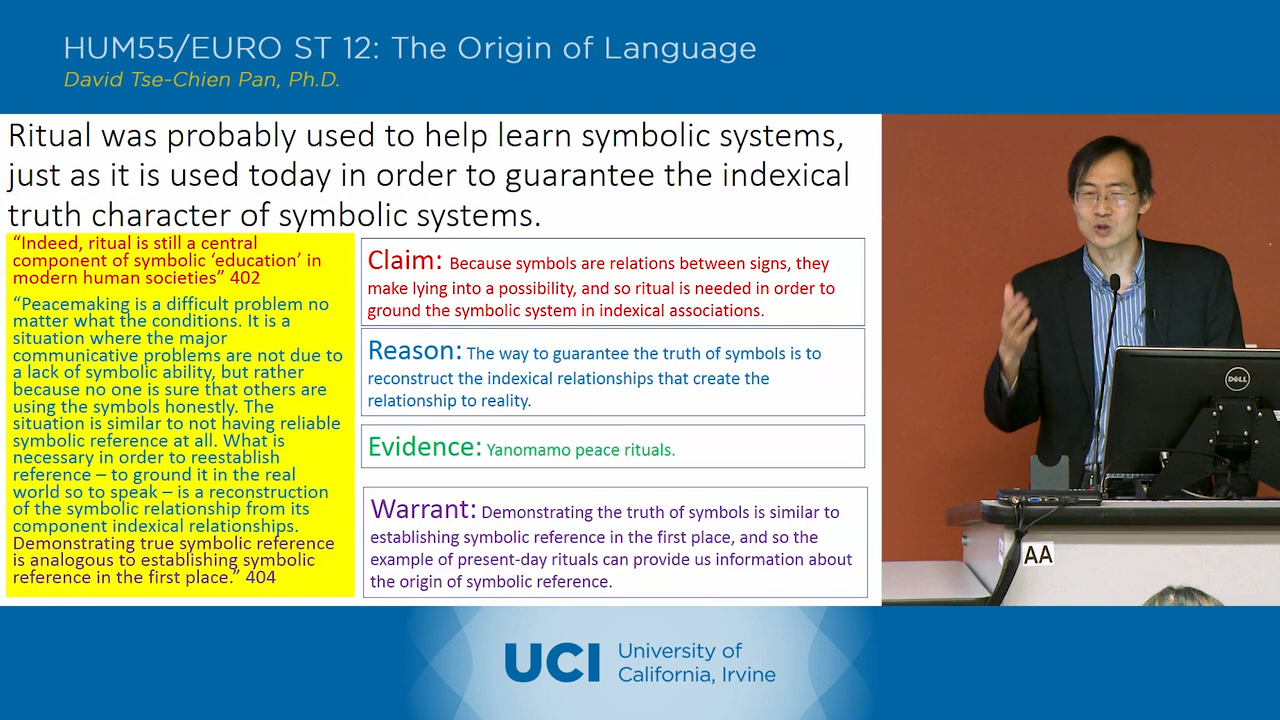 HUM55/EURO ST 12: The Origin of Language
David Tse-Chien Pan, Ph.D.
Ritual was probably used to help learn symbolic systems,
just as it is used today in order to guarantee the indexical
truth character of symbolic systems.
“Indeed, ritual is still a central
component of symbolic ‘education’ in
modern human societies” 402
“Peacemaking is a difficult problem no
matter what the conditions. It is a
situation where the major
communicative problems are not due to
a lack of symbolic ability, but rather
because no one is sure that others are
using the symbols honestly. The
situation is similar to not having reliable
symbolic reference at all. What is
necessary in order to reestablish
reference – to ground it in the real
world so to speak – is a reconstruction
of the symbolic relationship from its
component indexical relationships.
Demonstrating true symbolic reference
is analogous to establishing symbolic
reference in the first place.” 404
Claim: Because symbols are relations between signs, they
make lying into a possibility, and so ritual is needed in order to
ground the symbolic system in indexical associations.
Reason: The way to guarantee the truth of symbols is to
reconstruct the indexical relationships that create the
relationship to reality.
Evidence: Yanomamo peace rituals.
Warrant: Demonstrating the truth of symbols is similar to
establishing symbolic reference in the first place, and so the
example of present-day rituals can provide us information about
the origin of symbolic reference.
DELL
AA
UCI University of
California, Irvine